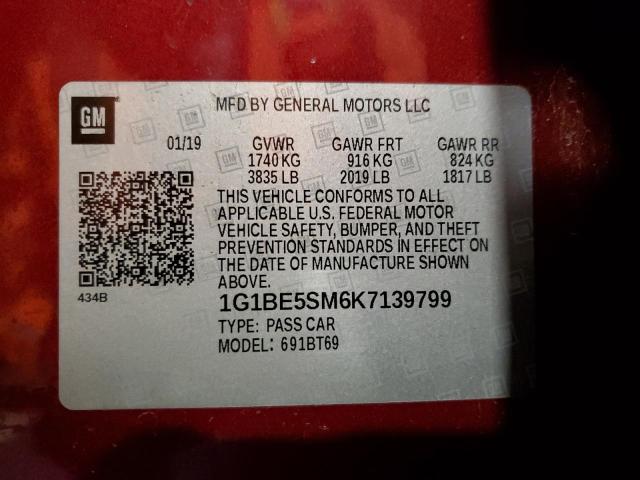 MFD BY GENERAL MOTORS LLC
GM
01/19 GVWR GAWR FRT GAWR RR
1740 KG 916 KG 824 KG
3835 LB 2019 LB 1817 LB
THIS VEHICLE CONFORMS TO ALL
APPLICABLE U.S. FEDERAL MOTOR
VEHICLE SAFETY, BUMPER, AND THEFT
PREVENTION STANDARDS IN EFFECT ON
THE DATE OF MANUFACTURE SHOWN
ABOVE.
434B
1G1BE5SM6K7139799
TYPE: PASS CAR
MODEL: 691BT69